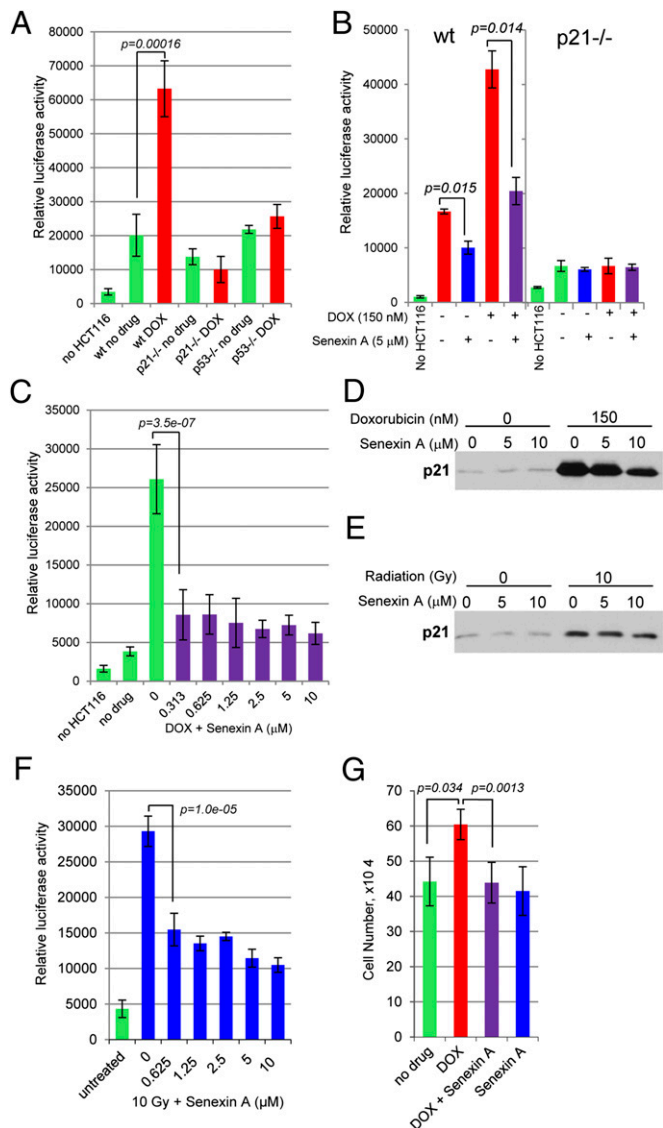 A
p=0.00016
Relative luciferase activity
80000
70000
60000
50000
40000
30000
20000
10000
0
no HCT116
wt no drug
wt DOX
p21-/- no drug
p21-/- DOX
p53-/- no drug
p53-/- DOX
B
wt
p21-/-
p=0.014
p=0.015
Relative luciferase activity
50000
40000
30000
20000
10000
0
DOX (150 nM)
Senexin A (5 µM)
No HCT116
- - + +
- + - +
No HCT116
- - + +
- + - +
C
p=3.5e-07
Relative luciferase activity
35000
30000
25000
20000
15000
10000
5000
0
no HCT116
no drug
0
0.313
0.625
1.25
2.5
5
10
DOX + Senexin A (µM)
D
Doxorubicin (nM) 0 150
Senexin A (µM) 0 5 10 0 5 10
p21
E
Radiation (Gy) 0 10
Senexin A (µM) 0 5 10 0 5 10
p21
F
p=1.0e-05
Relative luciferase activity
35000
30000
25000
20000
15000
10000
5000
0
untreated
0
0.625
1.25
2.5
5
10
10 Gy + Senexin A (µM)
G
p=0.034 p=0.0013
Cell Number, x10 4
70
60
50
40
30
20
10
0
no drug
DOX
DOX + Senexin A
Senexin A